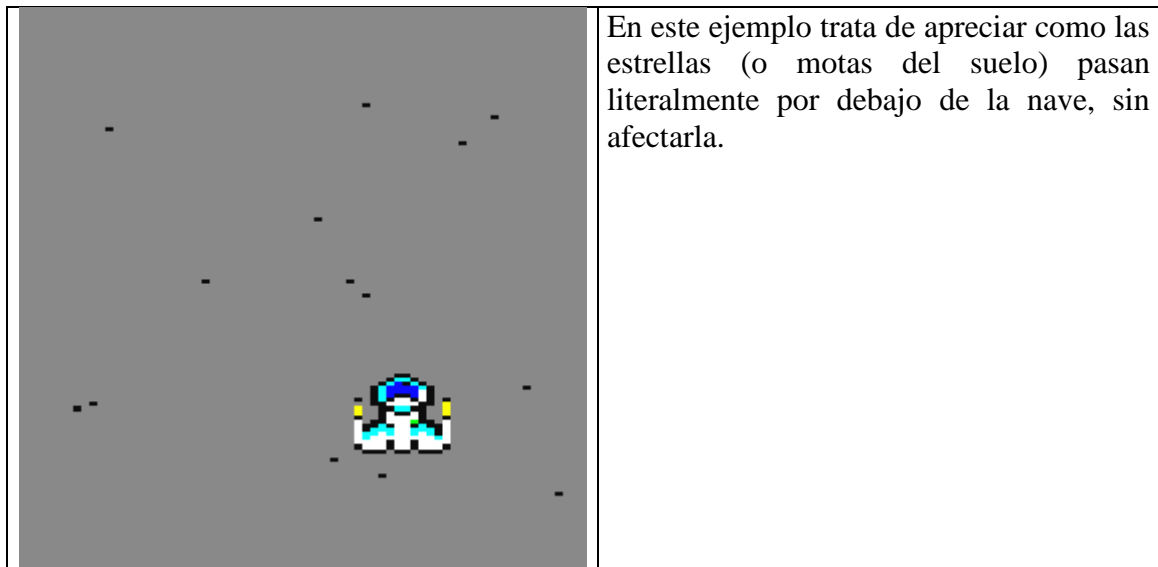 En este ejemplo trata de apreciar como las
estrellas (o motas del suelo) pasan
literalmente por debajo de la nave, sin
afectarla.